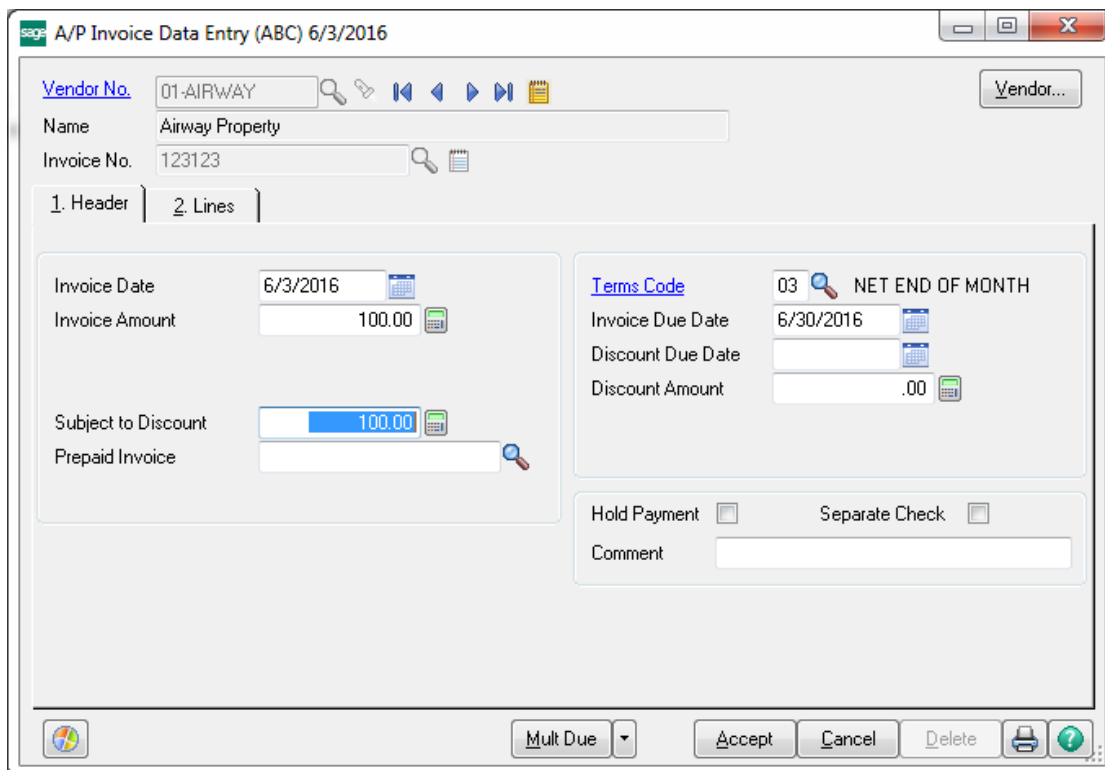 sage A/P Invoice Data Entry (ABC) 6/3/2016
Vendor No. 01-AIRWAY Vendor...
Name Airway Property
Invoice No. 123123
1. Header 2. Lines
Invoice Date 6/3/2016 Terms Code 03 NET END OF MONTH
Invoice Amount 100.00 Invoice Due Date 6/30/2016
Discount Due Date
Discount Amount .00
Subject to Discount 100.00
Prepaid Invoice
Hold Payment Separate Check
Comment
Mult Due Accept Cancel Delete ?